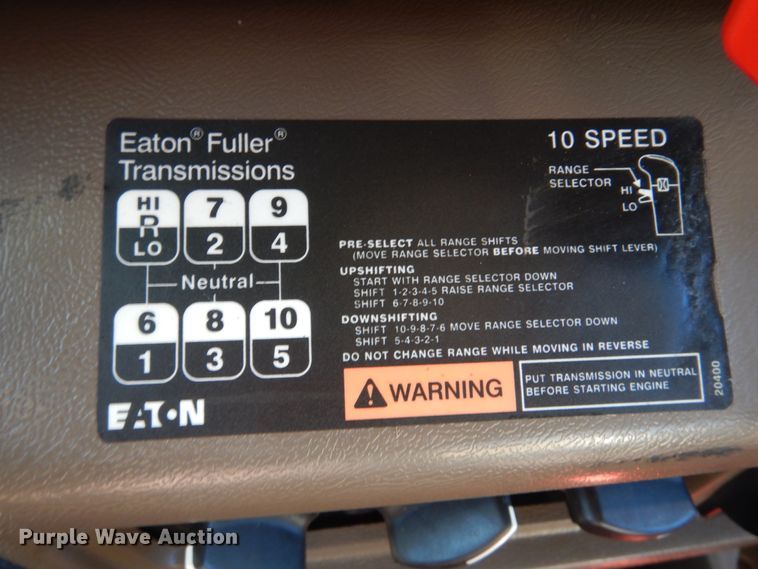 Eaton® Fuller®
Transmissions
10 SPEED
RANGE
SELECTOR
HI
LO
HI 7 9
R
LO 2 4
Neutral
6 8 10
1 3 5
PRE-SELECT ALL RANGE SHIFTS
(MOVE RANGE SELECTOR BEFORE MOVING SHIFT LEVER)
UPSHIFTING
START WITH RANGE SELECTOR DOWN
SHIFT 1-2-3-4-5 RAISE RANGE SELECTOR
SHIFT 6-7-8-9-10
DOWNSHIFTING
SHIFT 10-9-8-7-6 MOVE RANGE SELECTOR DOWN
SHIFT 5-4-3-2-1
DO NOT CHANGE RANGE WHILE MOVING IN REVERSE
WARNING
PUT TRANSMISSION IN NEUTRAL
BEFORE STARTING ENGINE
20400
EATON
Purple Wave Auction